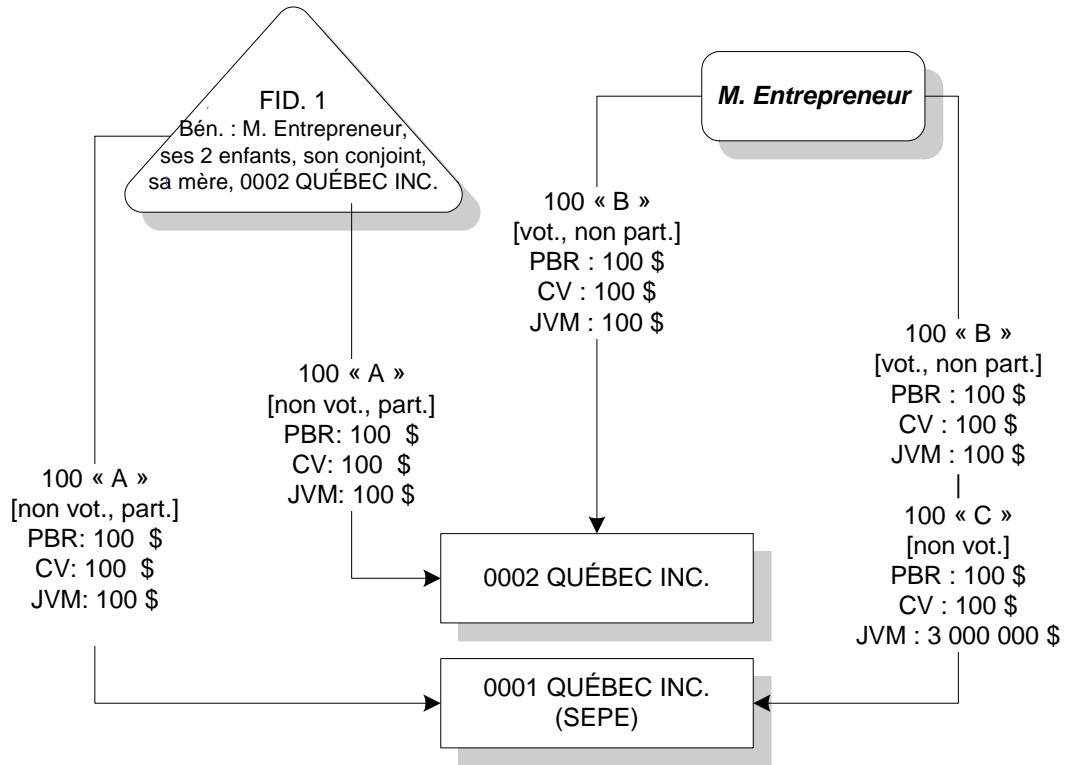 FID. 1
Bén. : M. Entrepreneur,
ses 2 enfants, son conjoint,
sa mère, 0002 QUÉBEC INC.
M. Entrepreneur
100 « B »
[vot., non part.]
PBR : 100 $
CV : 100 $
JVM : 100 $
100 « B »
[vot., non part.]
PBR : 100 $
CV : 100 $
JVM : 100 $
100 « A »
[non vot., part.]
PBR: 100 $
CV: 100 $
JVM: 100 $
100 « A »
[non vot., part.]
PBR: 100 $
CV: 100 $
JVM: 100 $
100 « C »
[non vot.]
PBR : 100 $
CV : 100 $
JVM : 3 000 000 $
0002 QUÉBEC INC.
0001 QUÉBEC INC.
(SEPE)